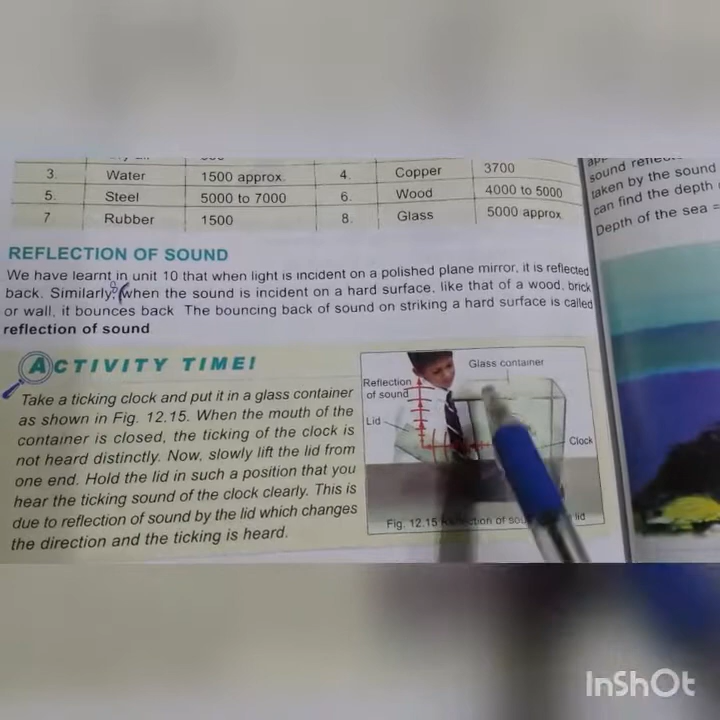 3. Water 1500 approx. 4. Copper 3700
5. Steel 5000 to 7000 6. Wood 4000 to 5000
7 Rubber 1500 8. Glass 5000 approx
REFLECTION OF SOUND
We have learnt in unit 10 that when light is incident on a polished plane mirror, it is reflected
back. Similarly, when the sound is incident on a hard surface, like that of a wood, brick
or wall, it bounces back The bouncing back of sound on striking a hard surface is called
reflection of sound
ACTIVITY TIME!
Take a ticking clock and put it in a glass container
as shown in Fig. 12.15. When the mouth of the
container is closed, the ticking of the clock is
not heard distinctly. Now, slowly lift the lid from
one end. Hold the lid in such a position that you
hear the ticking sound of the clock clearly. This is
due to reflection of sound by the lid which changes
the direction and the ticking is heard.
Glass container
Reflection
of sound
Lid
Clock
Fig. 12.15 lid
sound
taken by the sound
can find the depth
Depth of the sea =
InShOt